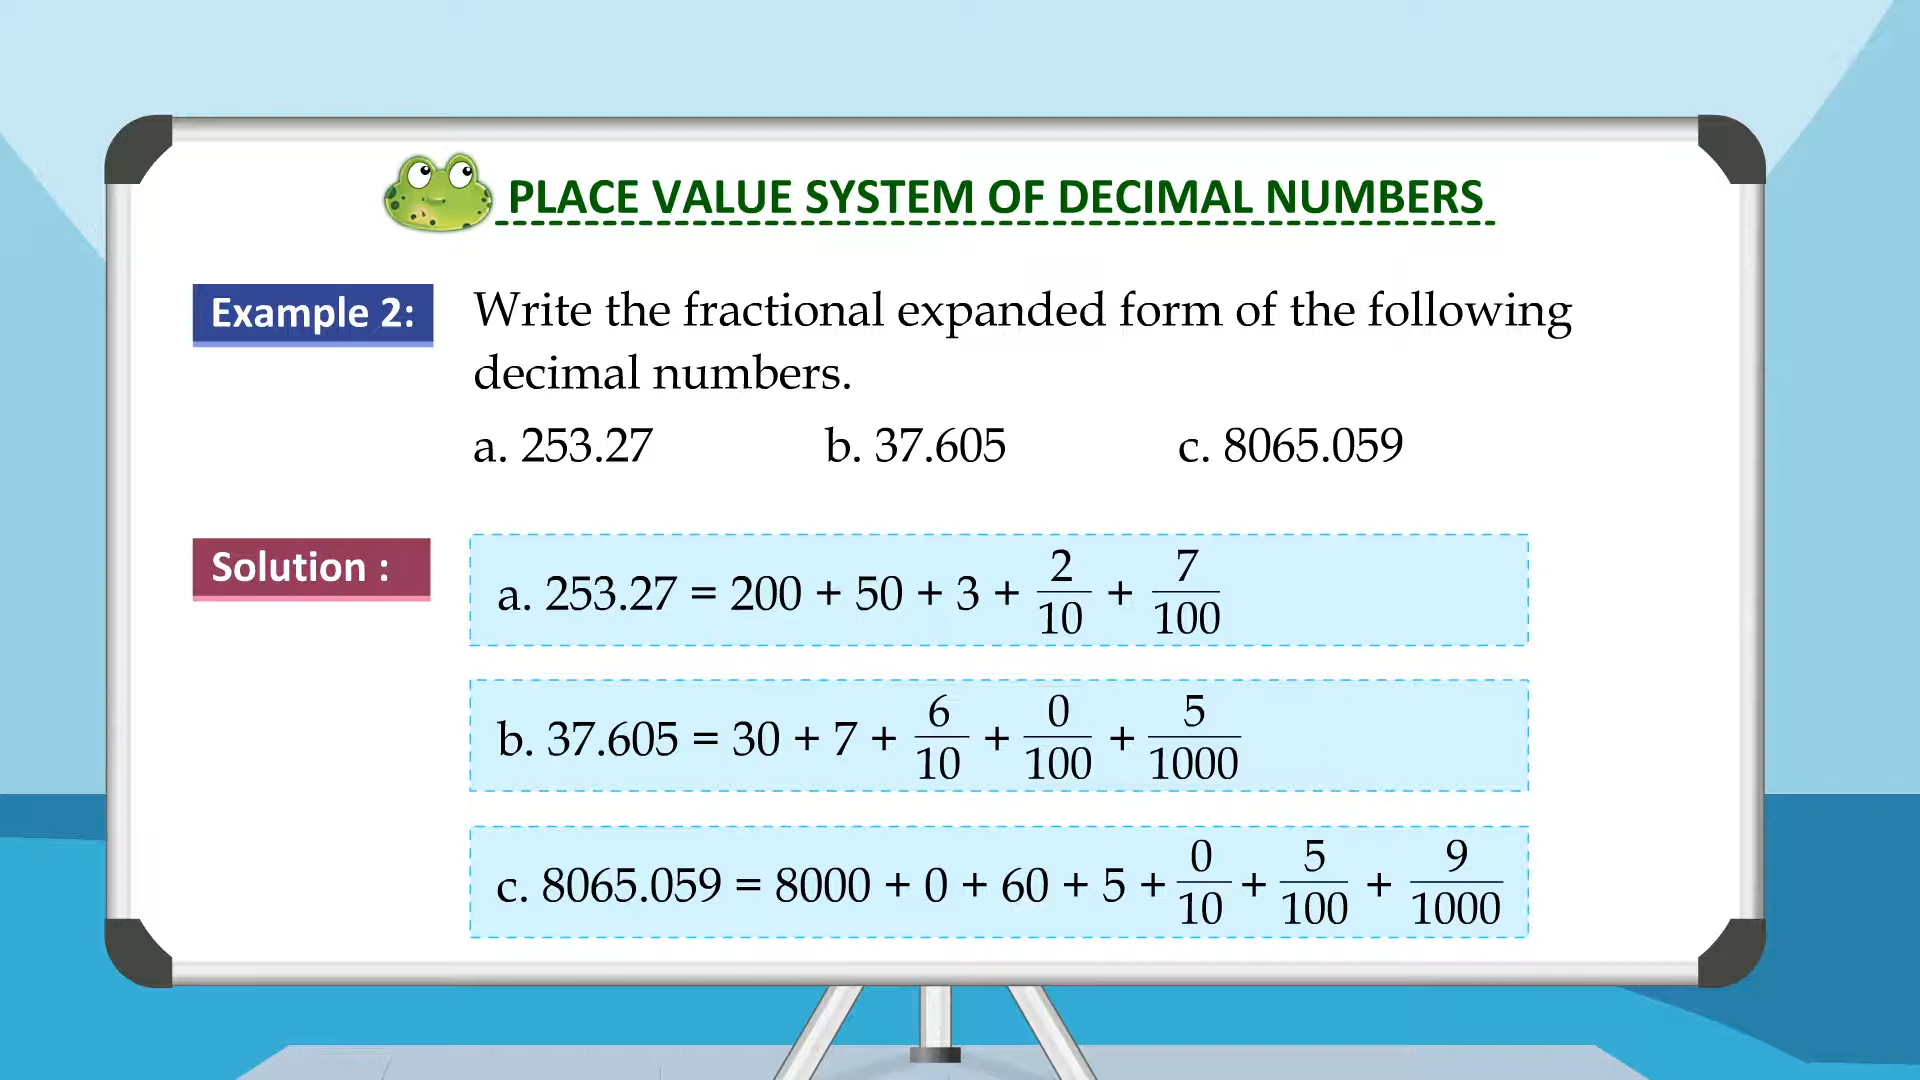 PLACE VALUE SYSTEM OF DECIMAL NUMBERS
Example 2:
Write the fractional expanded form of the following
decimal numbers.
a. 253.27 b. 37.605 c. 8065.059
Solution :
a. 253.27 = 200 + 50 + 3 + 2/10 + 7/100
b. 37.605 = 30 + 7 + 6/10 + 0/100 + 5/1000
c. 8065.059 = 8000 + 0 + 60 + 5 + 0/10 + 5/100 + 9/1000